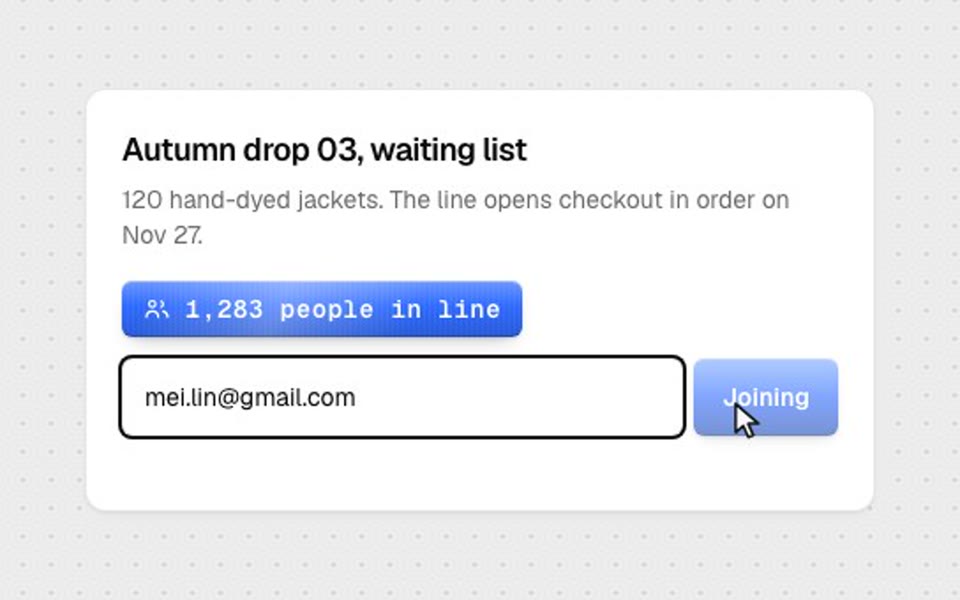 Autumn drop 03, waiting list
120 hand-dyed jackets. The line opens checkout in order on
Nov 27.
1,283 people in line
mei.lin@gmail.com
Joining